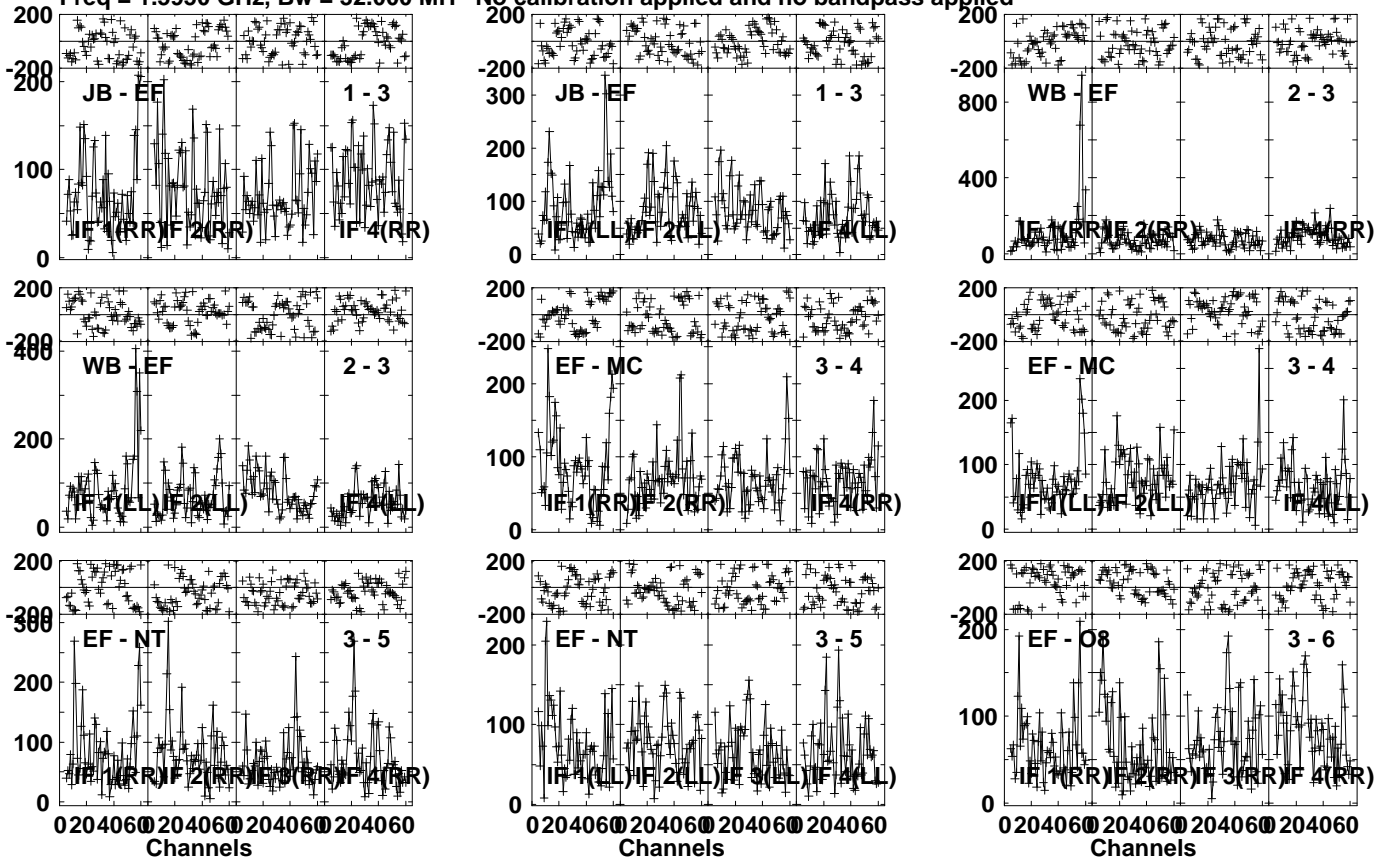 Freq = 1.5950 GHz, Bw = 32.000 MH No calibration applied and no bandpass applied
200 200 200
-200 -200 -200
200 JB - EF 1 - 3 300 JB - EF 1 - 3 800 WB - EF 2 - 3
100 200 400
100
IF 1(RR) IF 2(RR) IF 4(RR) IF 1(LL) IF 2(LL) IF 4(LL) IF 1(RR) IF 2(RR) IF 4(RR)
0 0 0
200 200 200
-200 -200 -200
400 WB - EF 2 - 3 200 EF - MC 3 - 4 200 EF - MC 3 - 4
200 100 100
IF 1(LL) IF 2(LL) IF 4(LL) IF 1(RR) IF 2(RR) IF 4(RR) IF 1(LL) IF 2(LL) IF 4(LL)
0 0 0
200 200 200
-200 -200 -200
300 EF - NT 3 - 5 EF - NT 3 - 5 200 EF - O8 3 - 6
200 200
100 100 100
IF 1(RR) IF 2(RR) IF 3(RR) IF 4(RR) IF 1(LL) IF 2(LL) IF 3(LL) IF 4(LL) IF 1(RR) IF 2(RR) IF 3(RR) IF 4(RR)
0 0 0
0 20 40 60 0 20 40 60 0 20 40 60 0 20 40 60 0 20 40 60 0 20 40 60 0 20 40 60 0 20 40 60 0 20 40 60 0 20 40 60 0 20 40 60 0 20 40 60
Channels Channels Channels